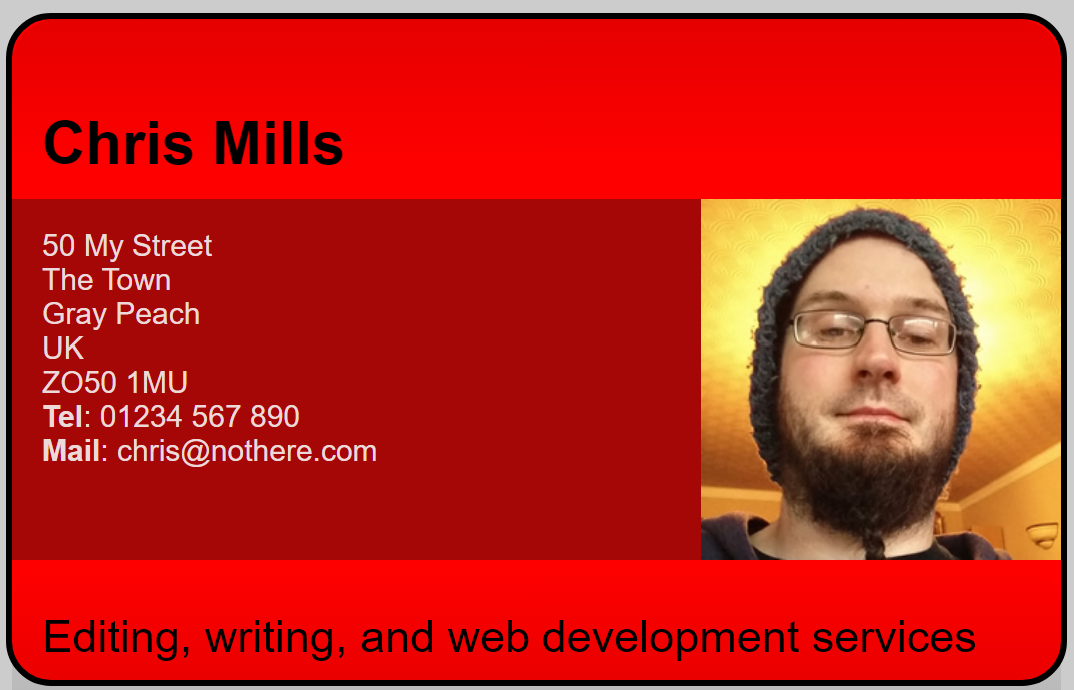 Chris Mills
50 My Street
The Town
Gray Peach
UK
ZO50 1MU
Tel: 01234 567 890
Mail: chris@nothere.com
Editing, writing, and web development services